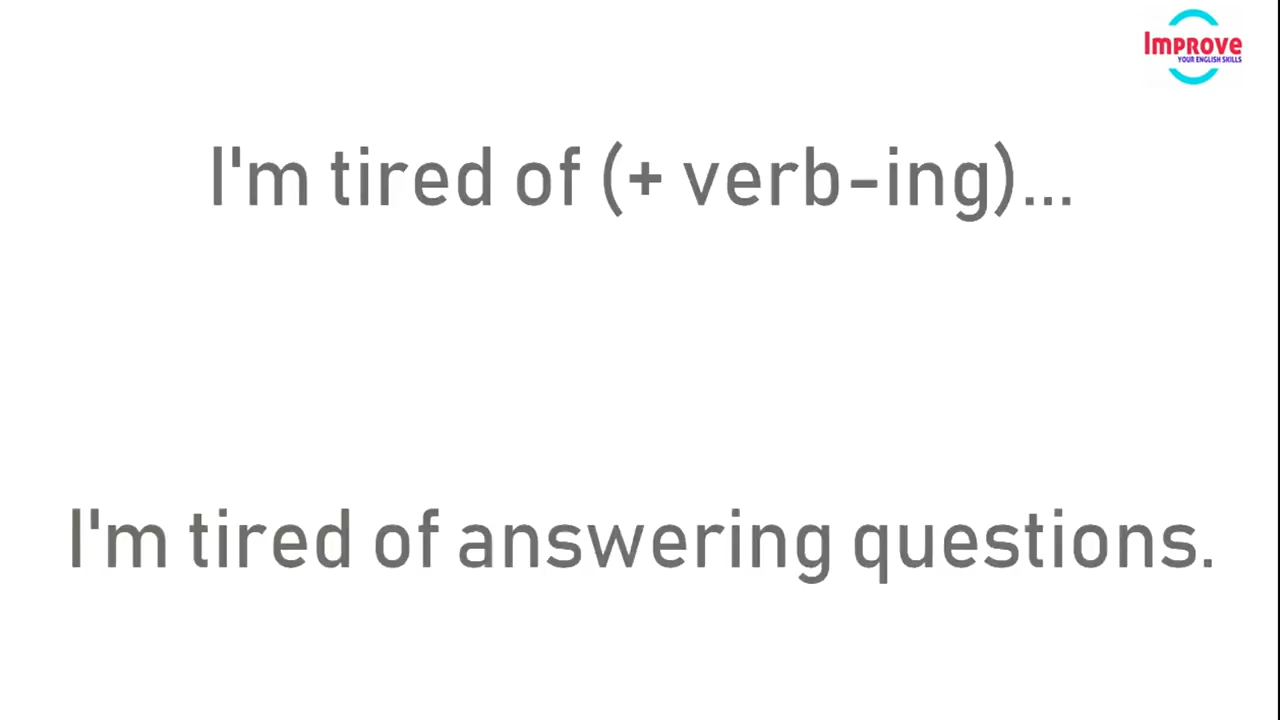 Improve
YOUR ENGLISH SKILLS
I'm tired of (+ verb-ing)...
I'm tired of answering questions.